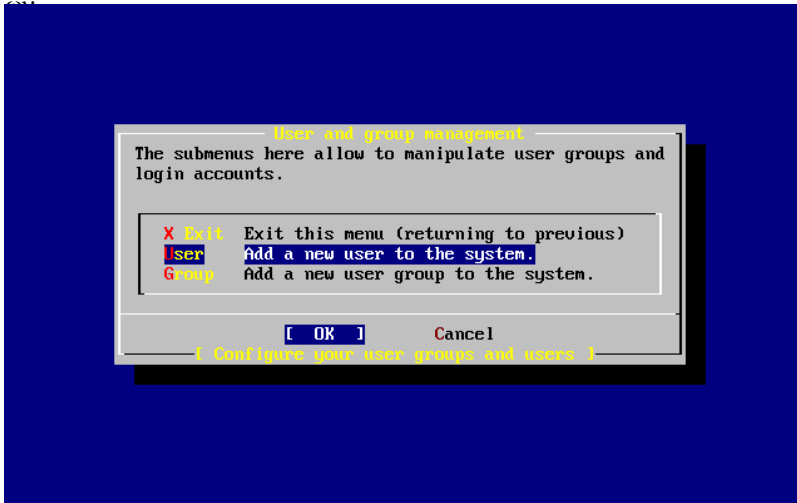 User and group management
The submenus here allow to manipulate user groups and
login accounts.
X Exit Exit this menu (returning to previous)
User Add a new user to the system.
Group Add a new user group to the system.
[ OK ] Cancel
[ Configure your user groups and users ]